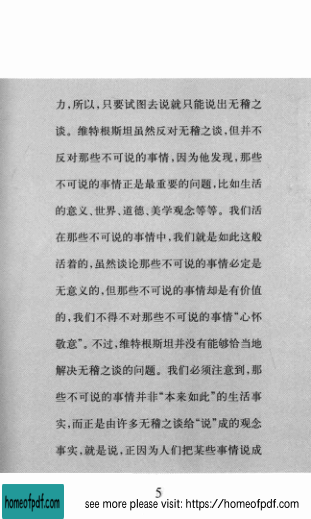 力,所以,只要试图去说就只能说出无稽之
谈。维特根斯坦虽然反对无稽之谈,但并不
反对那些不可说的事情,因为他发现,那些
不可说的事情正是最重要的问题,比如生活
的意义、世界、道德、美学观念等等。我们活
在那些不可说的事情中,我们就是如此这般
活着的,虽然谈论那些不可说的事情必定是
无意义的,但那些不可说的事情却是有价值
的,我们不得不对那些不可说的事情“心怀
敬意”。不过,维特根斯坦并没有能够恰当地
解决无稽之谈的问题。我们必须注意到,那
些不可说的事情并非“本来如此”的生活事
实,而正是由许多无稽之谈给“说”成的观念
事实,就是说,正因为人们把某些事情说成
5
homeofpdf.com
see more please visit: https://homeofpdf.com